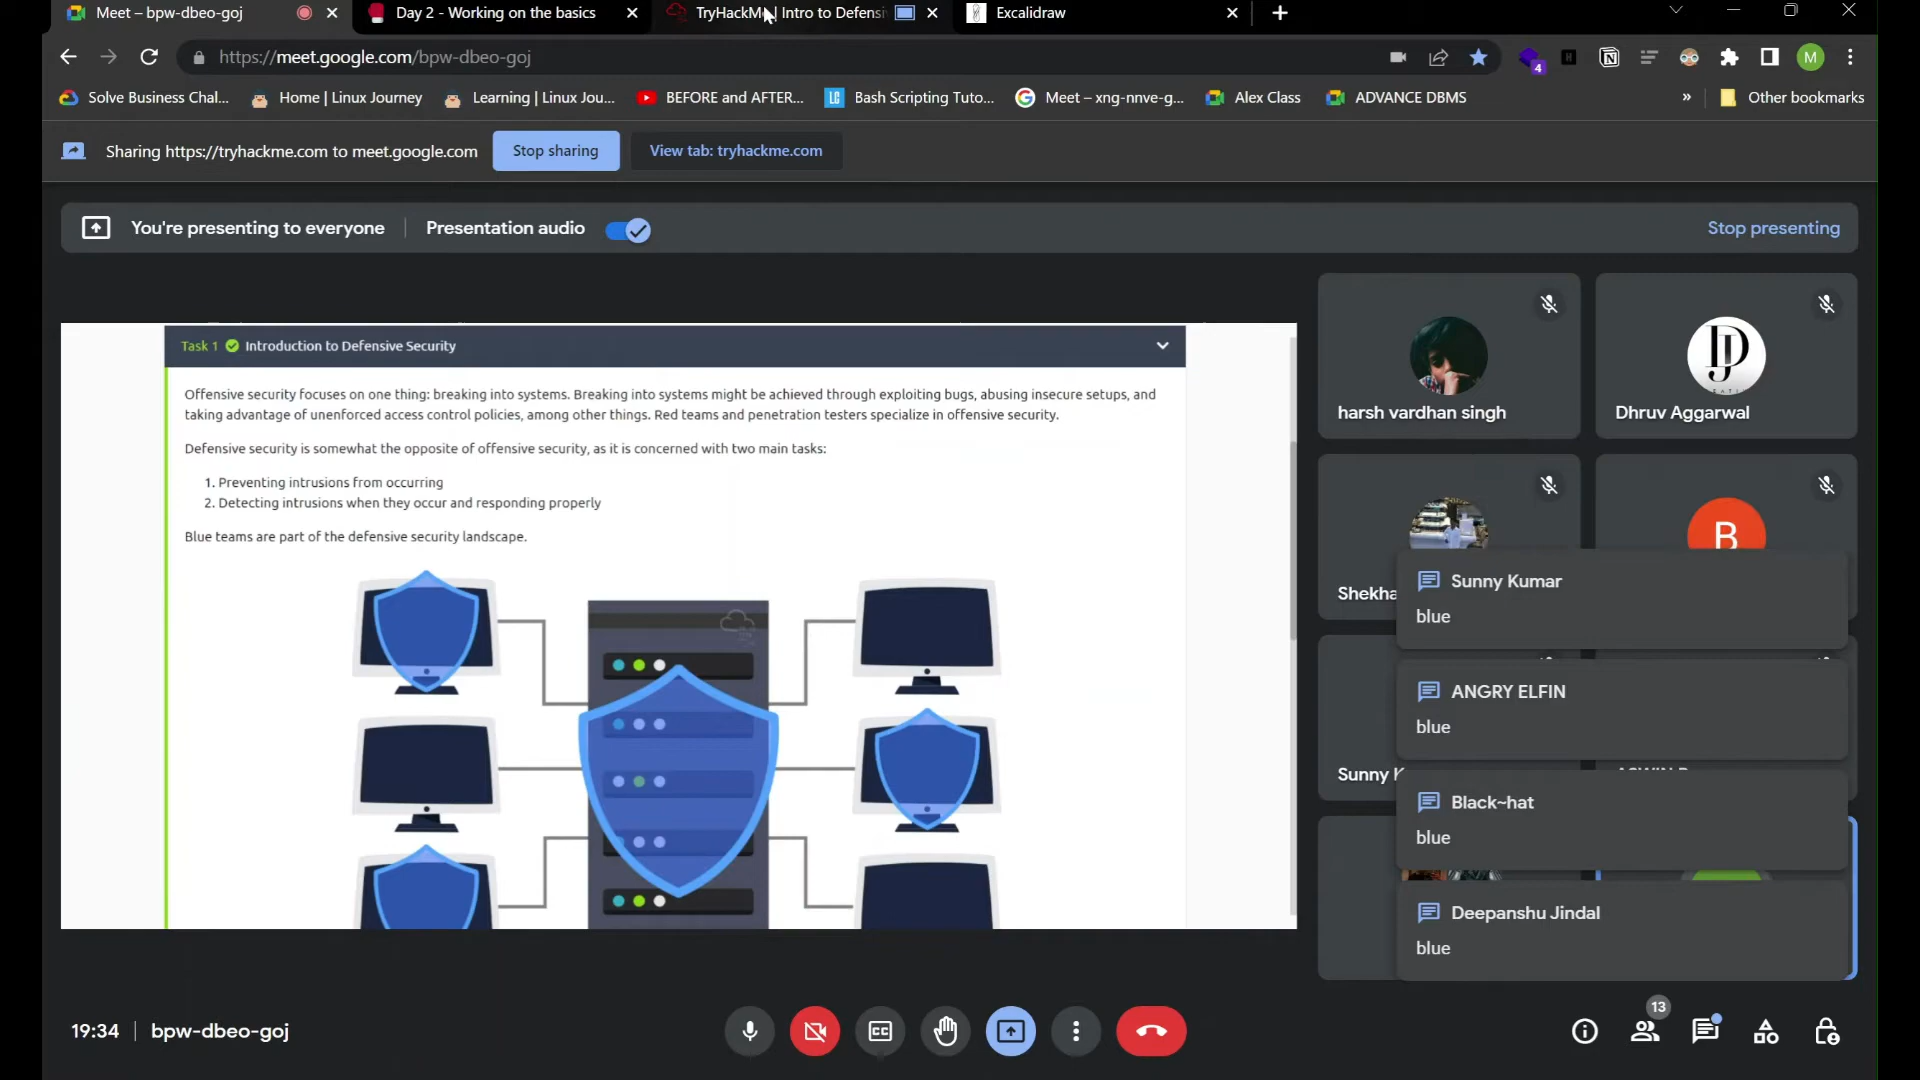 Meet – bpw-dbeo-goj
Day 2 - Working on the basics
TryHackMe | Intro to Defensi
Excalidraw
https://meet.google.com/bpw-dbeo-goj
4
M
Solve Business Chal...
Home | Linux Journey
Learning | Linux Jou...
BEFORE and AFTER...
LC
Bash Scripting Tuto...
Meet – xng-nnve-g...
Alex Class
ADVANCE DBMS
»
Other bookmarks
Sharing https://tryhackme.com to meet.google.com
Stop sharing
View tab: tryhackme.com
You're presenting to everyone
Presentation audio
Stop presenting
Task 1 Introduction to Defensive Security
Offensive security focuses on one thing: breaking into systems. Breaking into systems might be achieved through exploiting bugs, abusing insecure setups, and
taking advantage of unenforced access control policies, among other things. Red teams and penetration testers specialize in offensive security.
Defensive security is somewhat the opposite of offensive security, as it is concerned with two main tasks:
1. Preventing intrusions from occurring
2. Detecting intrusions when they occur and responding properly
Blue teams are part of the defensive security landscape.
harsh vardhan singh
Dhruv Aggarwal
B
Shekha
Sunny Kumar
blue
ANGRY ELFIN
blue
Sunny K
Black~hat
blue
Deepanshu Jindal
blue
19:34
bpw-dbeo-goj
13